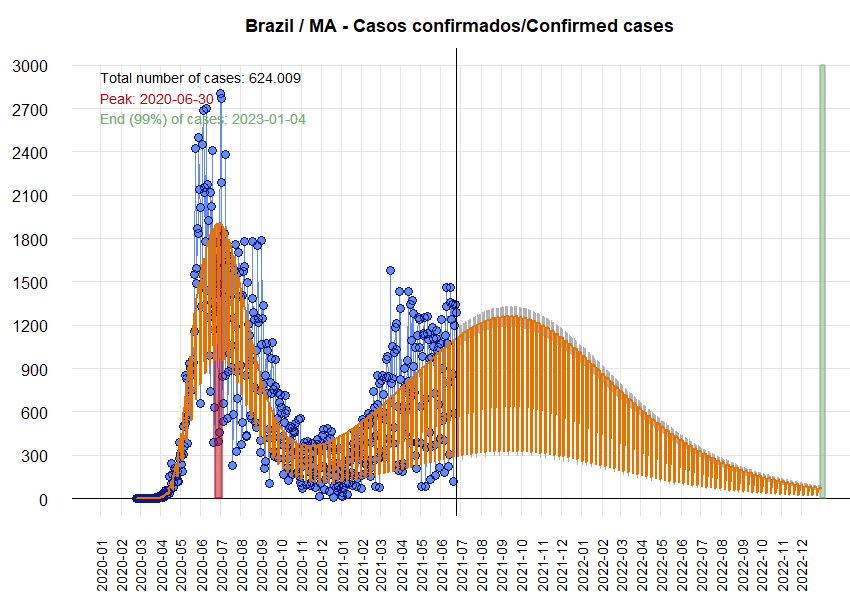 Brazil / MA - Casos confirmados/Confirmed cases
3000
Total number of cases: 624.009
Peak: 2020-06-30
2700
End (99%) of cases: 2023-01-04
2400
2100
1800
1500
1200
900
600
300
0
2020-01 2020-02 2020-03 2020-04 2020-05 2020-06 2020-07 2020-08 2020-09 2020-10 2020-11 2020-12 2021-01 2021-02 2021-03 2021-04 2021-05 2021-06 2021-07 2021-08 2021-09 2021-10 2021-11 2021-12 2022-01 2022-02 2022-03 2022-04 2022-05 2022-06 2022-07 2022-08 2022-09 2022-10 2022-11 2022-12